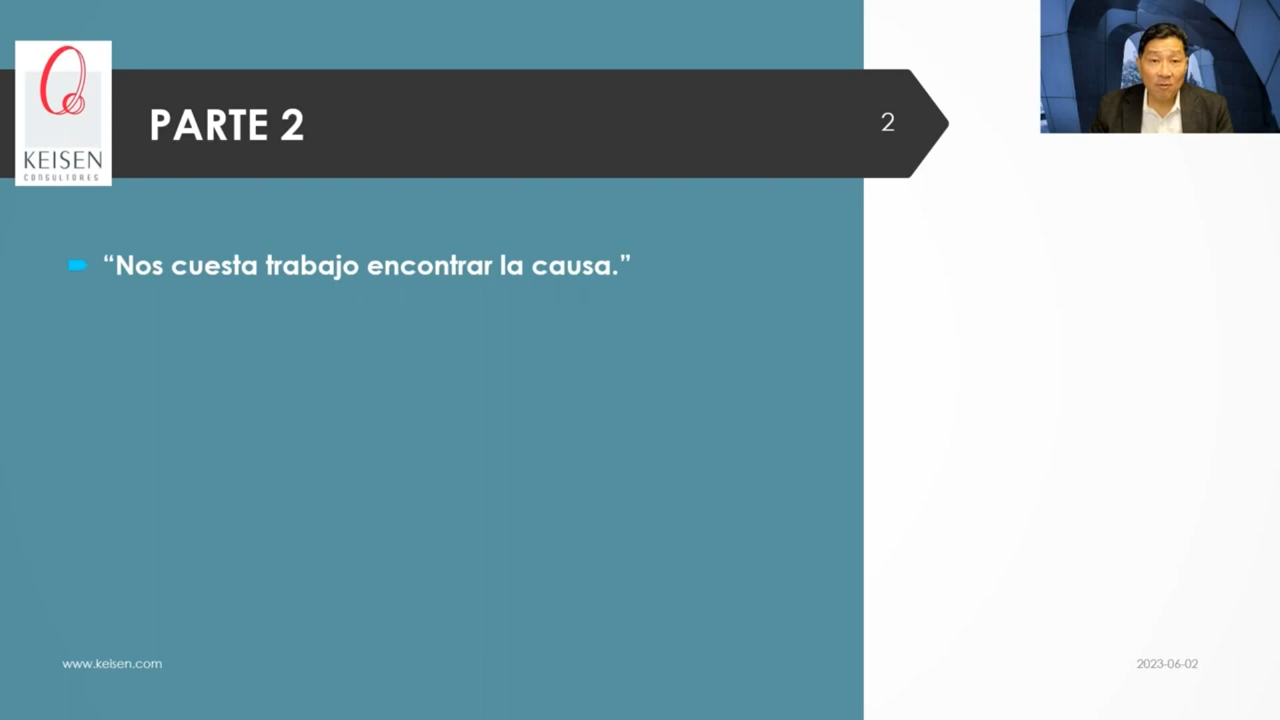 KEISEN
CONSULTORES
PARTE 2
2
“Nos cuesta trabajo encontrar la causa.”
www.keisen.com
2023-06-02